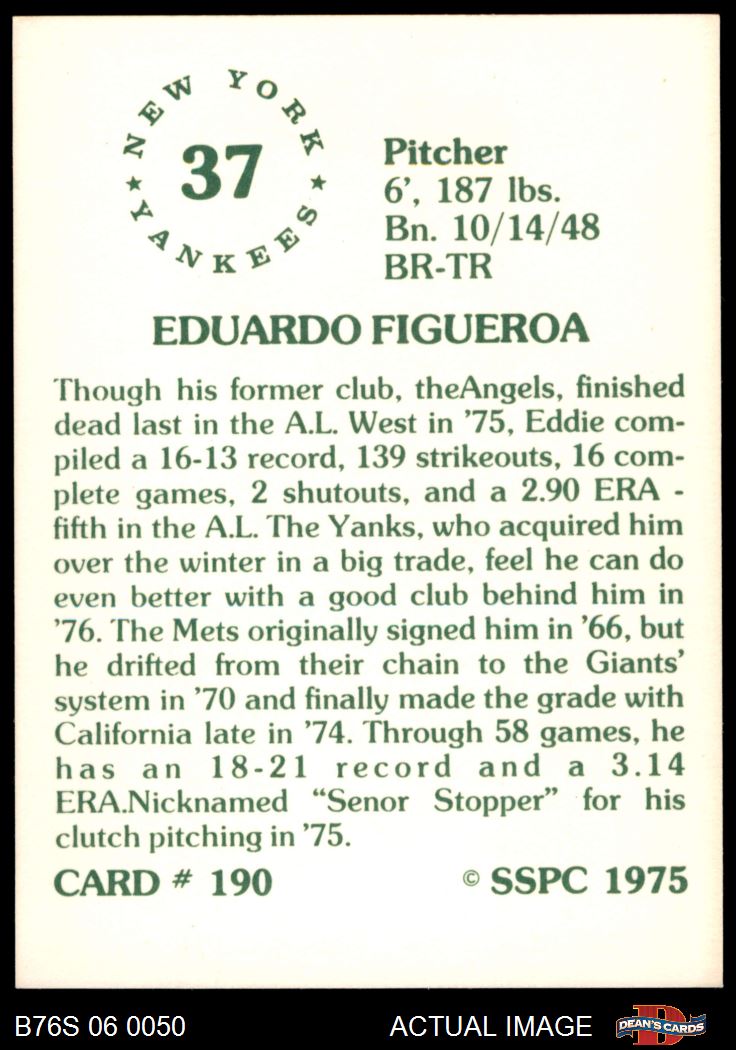 NEW YORK
37
★ YANKEES ★
Pitcher
6’, 187 lbs.
Bn. 10/14/48
BR-TR
EDUARDO FIGUEROA
Though his former club, theAngels, finished
dead last in the A.L. West in ’75, Eddie com-
piled a 16-13 record, 139 strikeouts, 16 com-
plete games, 2 shutouts, and a 2.90 ERA -
fifth in the A.L. The Yanks, who acquired him
over the winter in a big trade, feel he can do
even better with a good club behind him in
’76. The Mets originally signed him in ’66, but
he drifted from their chain to the Giants’
system in ’70 and finally made the grade with
California late in ’74. Through 58 games, he
has an 18-21 record and a 3.14
ERA.Nicknamed “Senor Stopper” for his
clutch pitching in ’75.
CARD # 190
© SSPC 1975
B76S 06 0050
ACTUAL IMAGE
D
DEAN'S CARDS